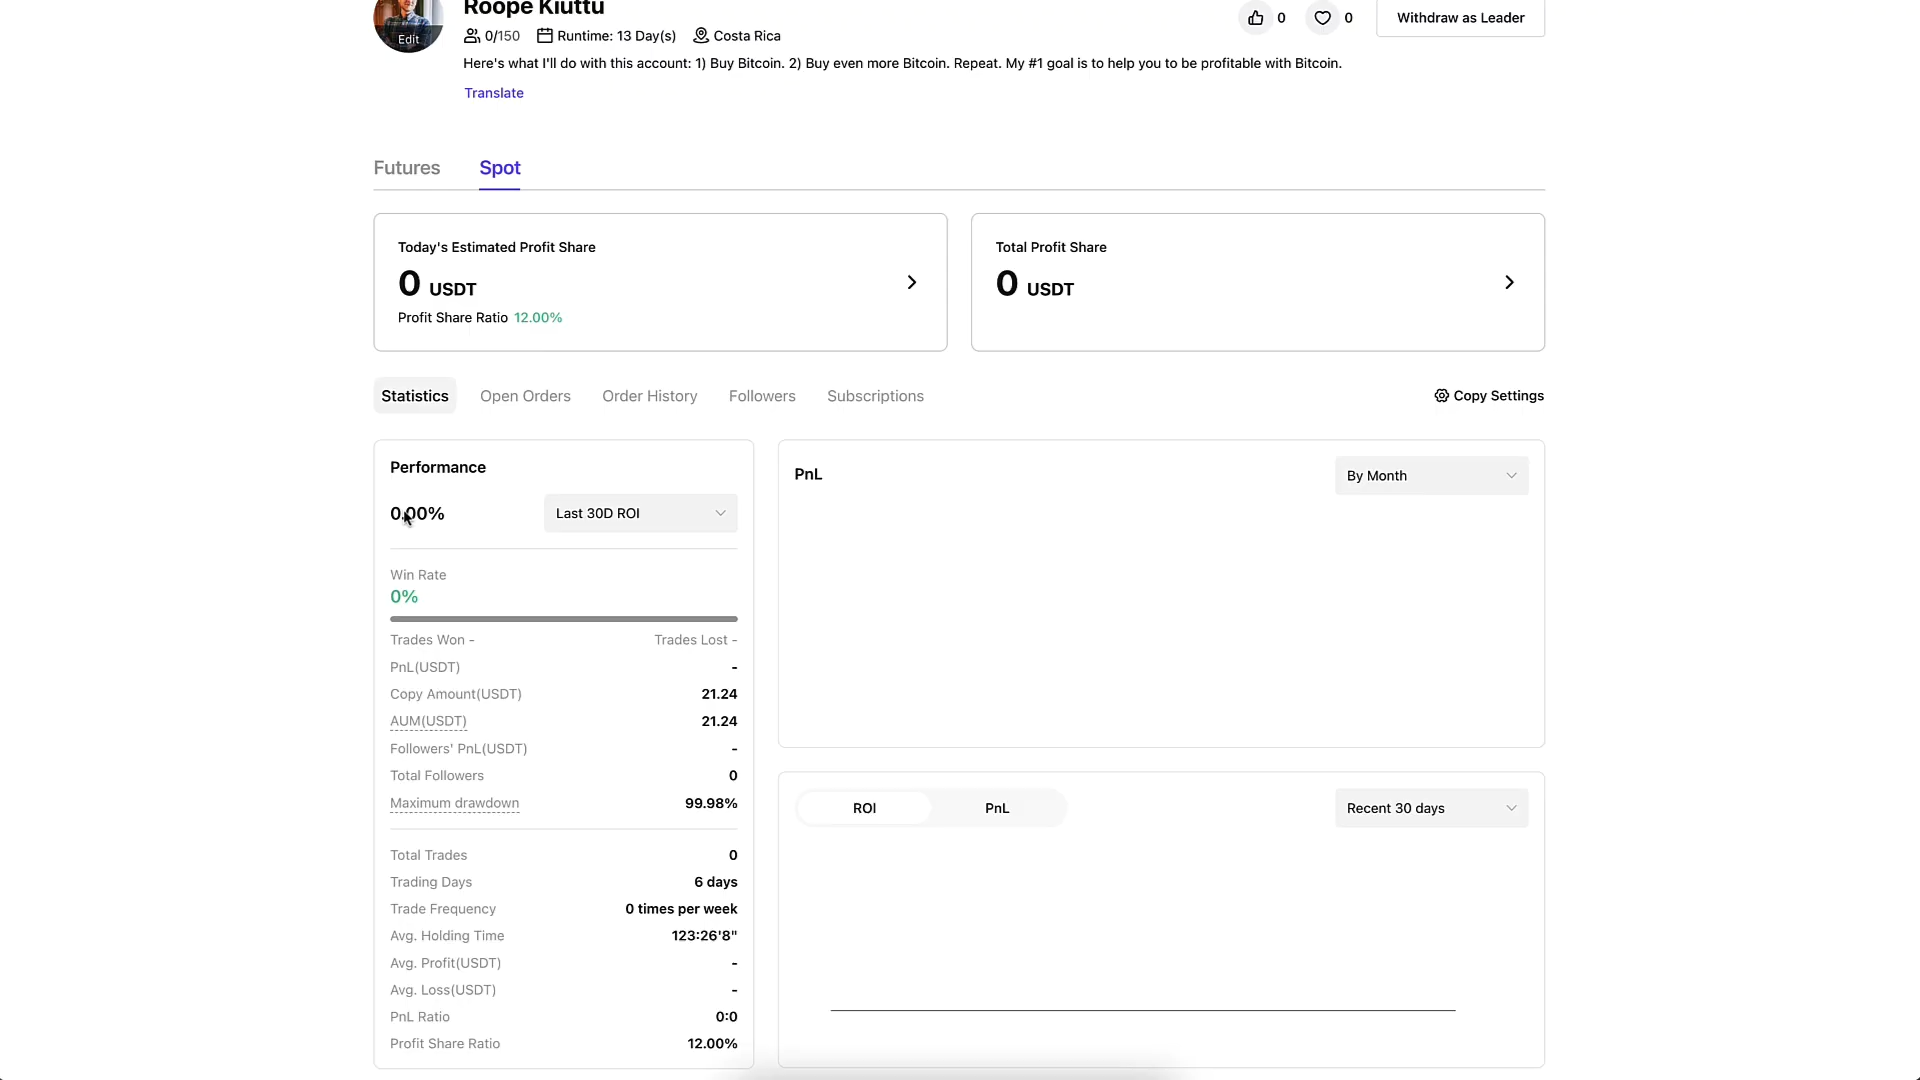 Roope Kiuttu
Edit
0/150 Runtime: 13 Day(s) Costa Rica
0 0 Withdraw as Leader
Here's what I'll do with this account: 1) Buy Bitcoin. 2) Buy even more Bitcoin. Repeat. My #1 goal is to help you to be profitable with Bitcoin.
Translate
Futures Spot
Today's Estimated Profit Share
0 USDT
Profit Share Ratio 12.00%
Total Profit Share
0 USDT
Statistics Open Orders Order History Followers Subscriptions Copy Settings
Performance
0.00% Last 30D ROI
Win Rate
0%
Trades Won - Trades Lost -
PnL(USDT) -
Copy Amount(USDT) 21.24
AUM(USDT) 21.24
Followers' PnL(USDT) -
Total Followers 0
Maximum drawdown 99.98%
Total Trades 0
Trading Days 6 days
Trade Frequency 0 times per week
Avg. Holding Time 123:26'8"
Avg. Profit(USDT) -
Avg. Loss(USDT) -
PnL Ratio 0:0
Profit Share Ratio 12.00%
PnL By Month
ROI PnL Recent 30 days